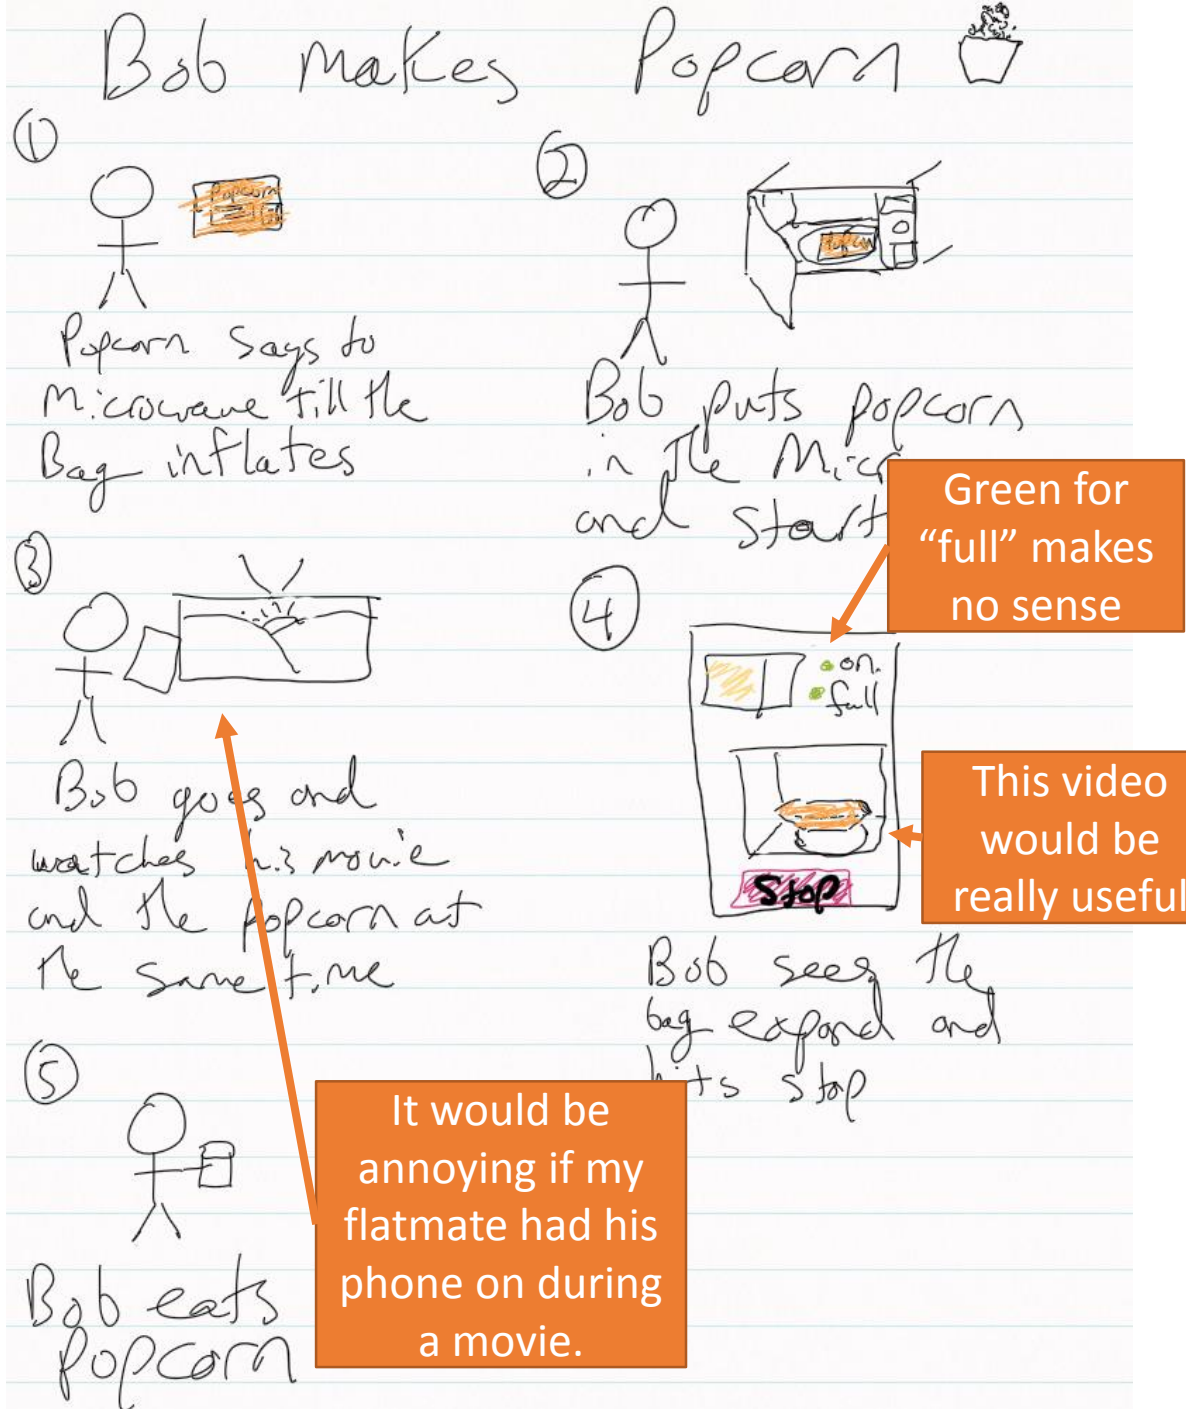 Bob makes Popcorn
①
Popcorn
Popcorn says to
Microwave till the
Bag inflates
②
Popcorn
Bob puts popcorn
in the Micr
and Start
Green for
“full” makes
no sense
③
Bob goes and
watches his movie
and the popcorn at
the same time
④
on.
full
Stop
This video
would be
really useful
Bob sees the
bag expand and
hits stop
⑤
Bob eats
Popcorn
It would be
annoying if my
flatmate had his
phone on during
a movie.